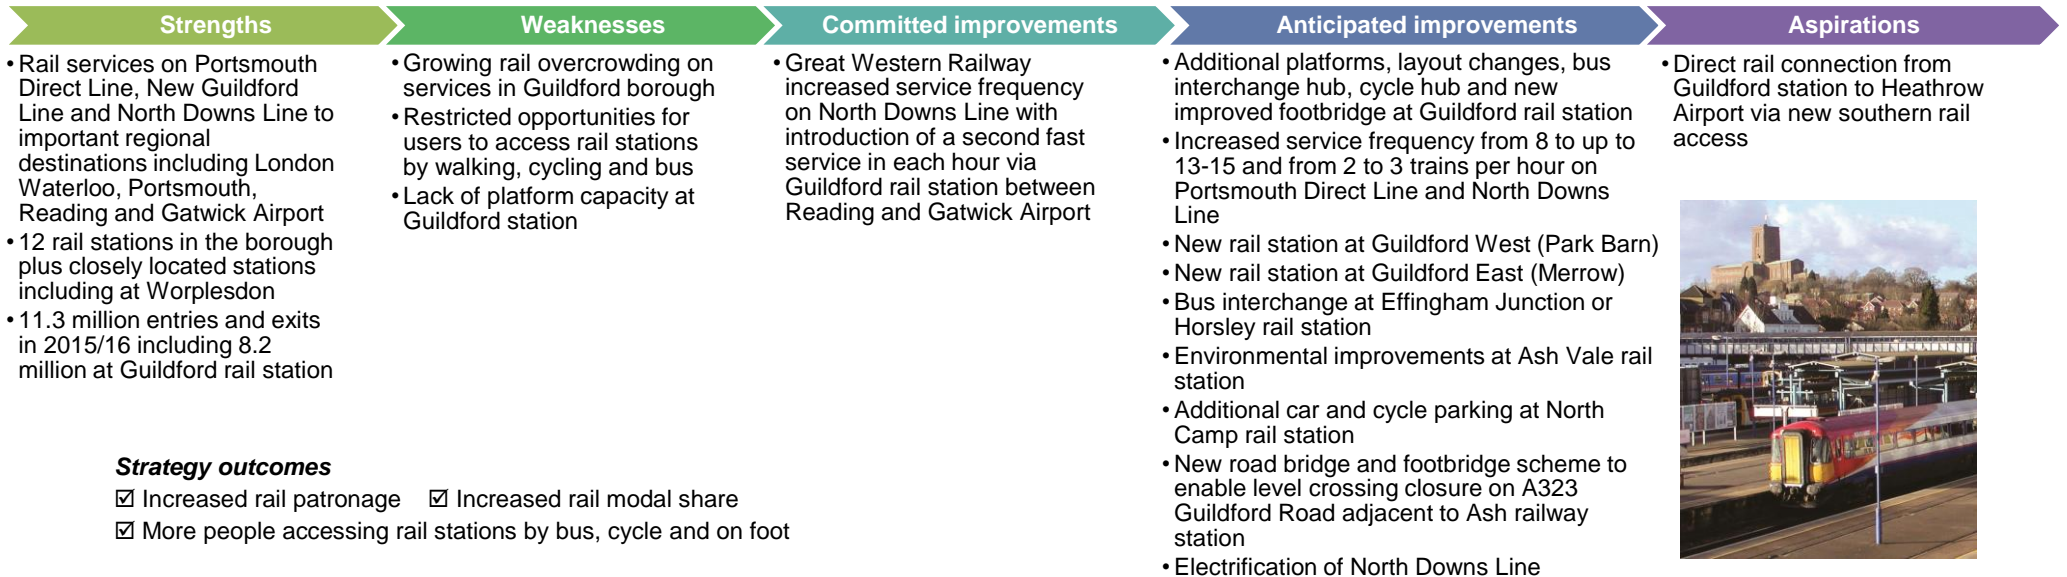 Strengths
• Rail services on Portsmouth
Direct Line, New Guildford
Line and North Downs Line to
important regional
destinations including London
Waterloo, Portsmouth,
Reading and Gatwick Airport
• 12 rail stations in the borough
plus closely located stations
including at Worplesdon
• 11.3 million entries and exits
in 2015/16 including 8.2
million at Guildford rail station
Weaknesses
• Growing rail overcrowding on
services in Guildford borough
• Restricted opportunities for
users to access rail stations
by walking, cycling and bus
• Lack of platform capacity at
Guildford station
Committed improvements
• Great Western Railway
increased service frequency
on North Downs Line with
introduction of a second fast
service in each hour via
Guildford rail station between
Reading and Gatwick Airport
Anticipated improvements
• Additional platforms, layout changes, bus
interchange hub, cycle hub and new
improved footbridge at Guildford rail station
• Increased service frequency from 8 to up to
13-15 and from 2 to 3 trains per hour on
Portsmouth Direct Line and North Downs
Line
• New rail station at Guildford West (Park Barn)
• New rail station at Guildford East (Merrow)
• Bus interchange at Effingham Junction or
Horsley rail station
• Environmental improvements at Ash Vale rail
station
• Additional car and cycle parking at North
Camp rail station
• New road bridge and footbridge scheme to
enable level crossing closure on A323
Guildford Road adjacent to Ash railway
station
• Electrification of North Downs Line
Aspirations
• Direct rail connection from
Guildford station to Heathrow
Airport via new southern rail
access
Strategy outcomes
☑ Increased rail patronage ☑ Increased rail modal share
☑ More people accessing rail stations by bus, cycle and on foot